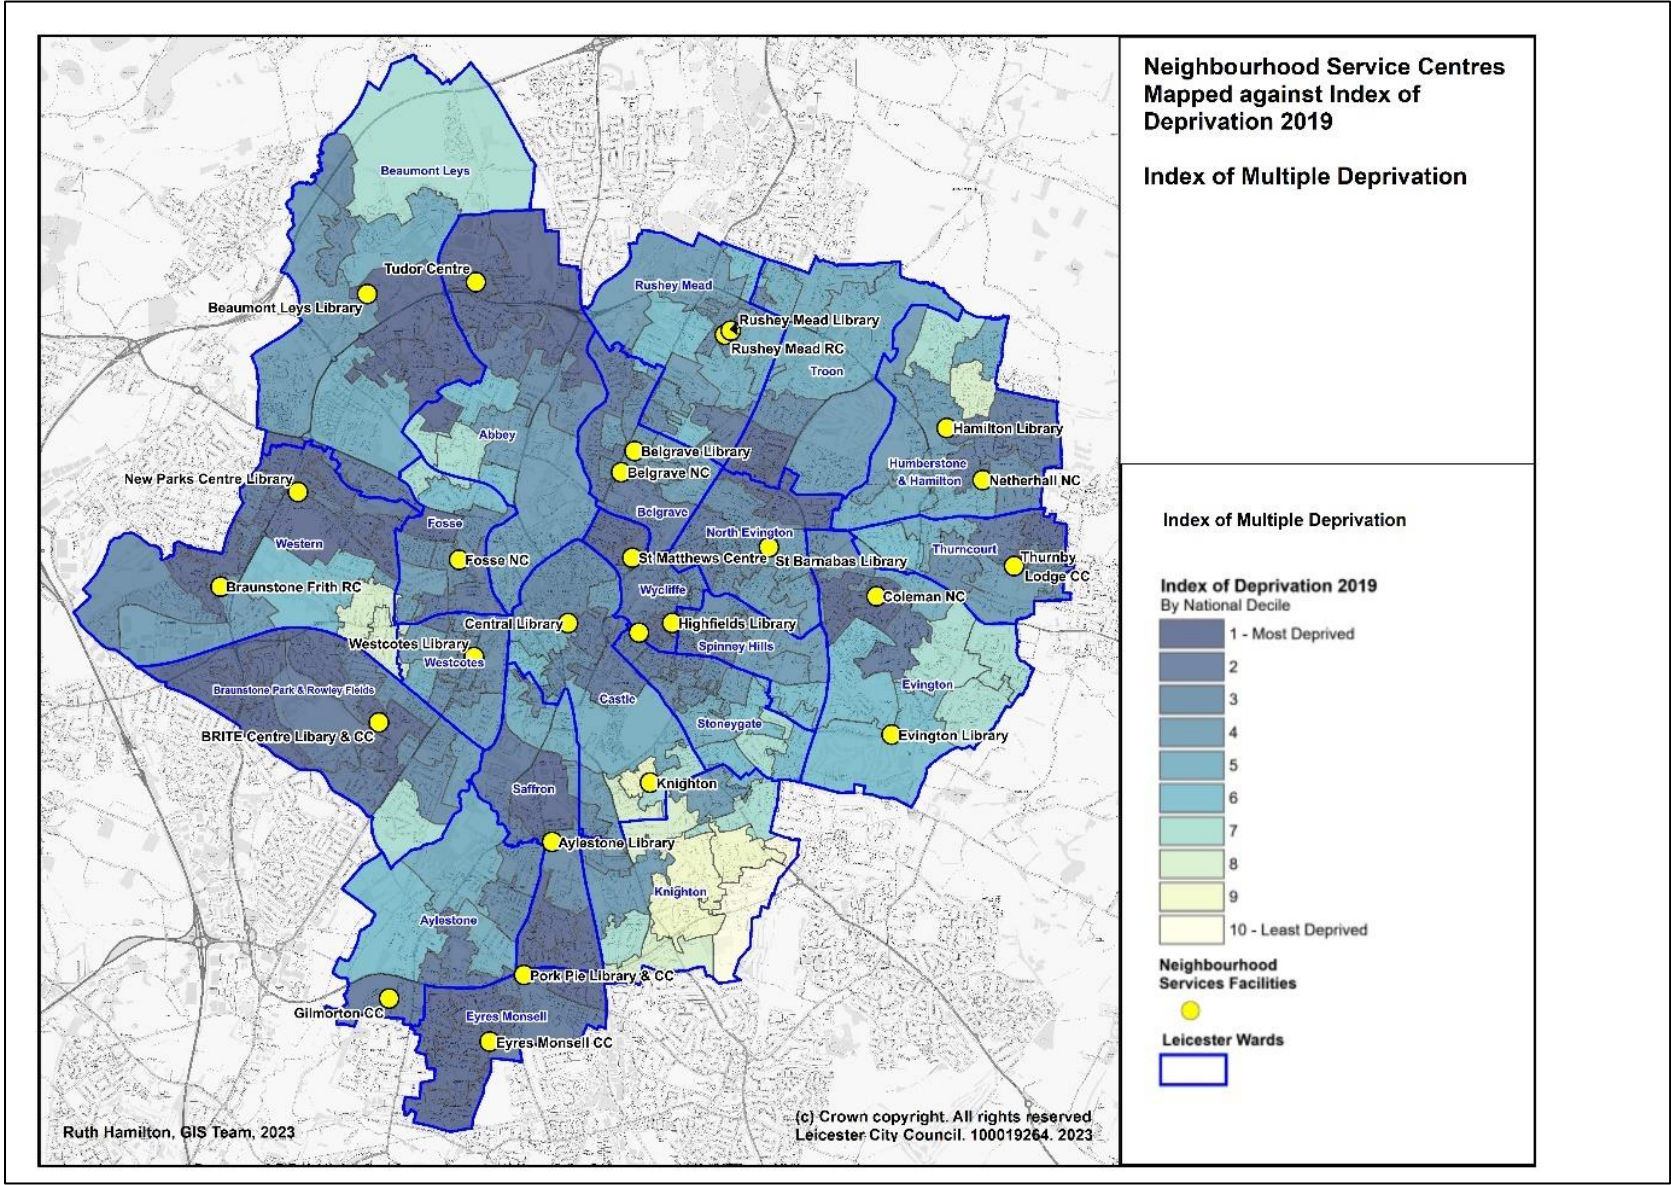 Neighbourhood Service Centres
Mapped against Index of
Deprivation 2019
Index of Multiple Deprivation
Beaumont Leys
Tudor Centre
Beaumont Leys Library
Rushey Mead
Rushey Mead Library
Rushey Mead RC
Troon
Abbey
Hamilton Library
Belgrave Library
Belgrave NC
Humberstone
& Hamilton
Netherhall NC
New Parks Centre Library
Belgrave
Fosse
North Evington
Western
Fosse NC
St Matthews Centre
St Barnabas Library
Thurncourt
Thurnby
Lodge CC
Braunstone Frith RC
Wycliffe
Coleman NC
Central Library
Highfields Library
Westcotes Library
Westcotes
Spinney Hills
Braunstone Park & Rowley Fields
Castle
Evington
BRITE Centre Libary & CC
Stoneygate
Evington Library
Saffron
Knighton
Aylestone Library
Knighton
Aylestone
Pork Pie Library & CC
Gilmorton CC
Eyres Monsell
Eyres Monsell CC
Ruth Hamilton, GIS Team, 2023
(c) Crown copyright. All rights reserved
Leicester City Council. 100019264. 2023
Index of Multiple Deprivation
Index of Deprivation 2019
By National Decile
1 - Most Deprived
2
3
4
5
6
7
8
9
10 - Least Deprived
Neighbourhood
Services Facilities
Leicester Wards